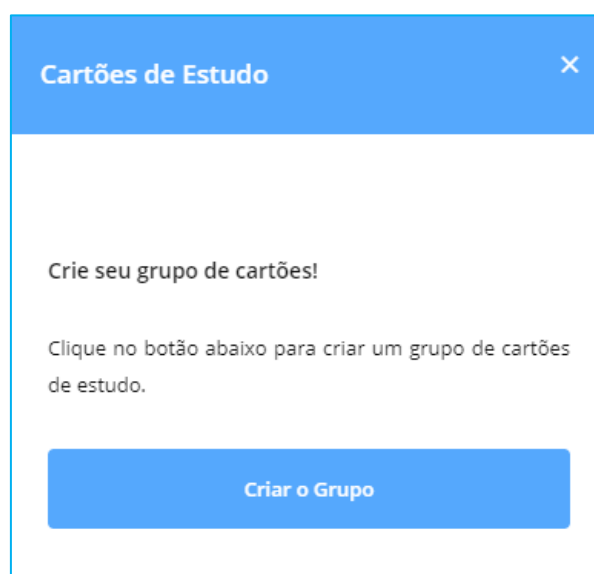 Cartões de Estudo
×
Crie seu grupo de cartões!
Clique no botão abaixo para criar um grupo de cartões
de estudo.
Criar o Grupo